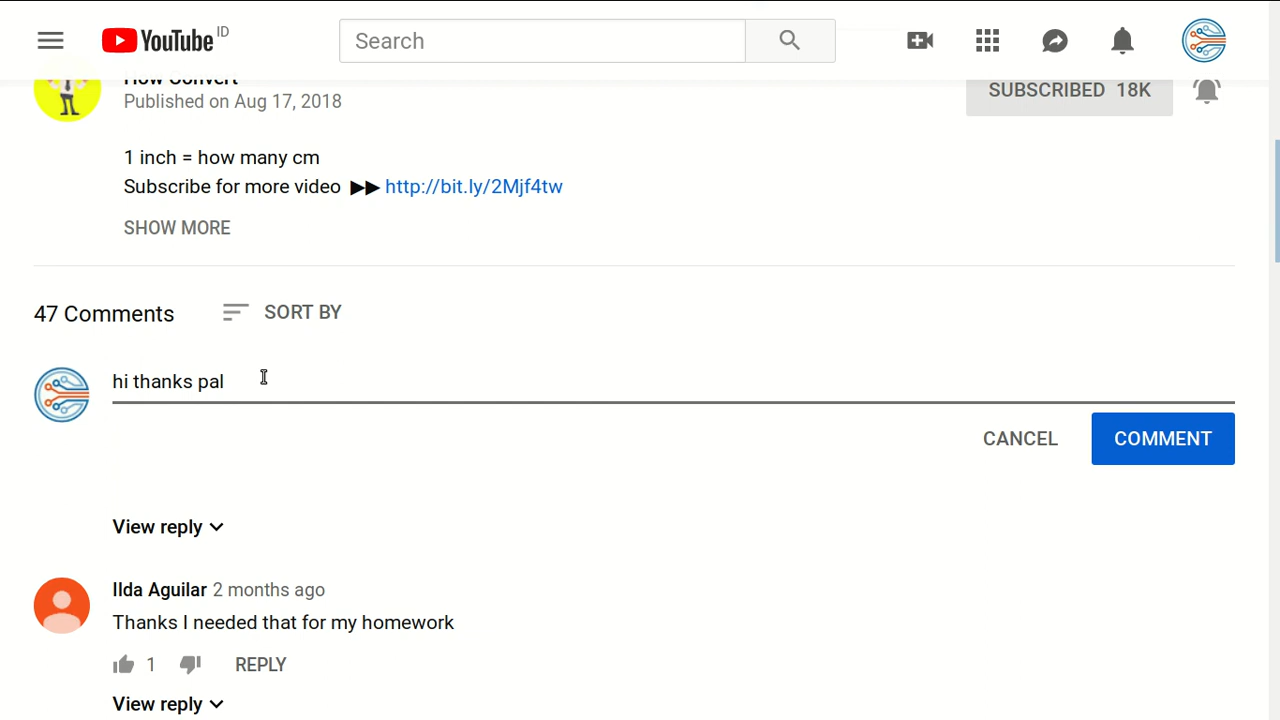 YouTube ID
Search
How Convert
Published on Aug 17, 2018
SUBSCRIBED 18K
1 inch = how many cm
Subscribe for more video ▶▶ http://bit.ly/2Mjf4tw
SHOW MORE
47 Comments
SORT BY
hi thanks pal
CANCEL
COMMENT
View reply
Ilda Aguilar 2 months ago
Thanks I needed that for my homework
1
REPLY
View reply